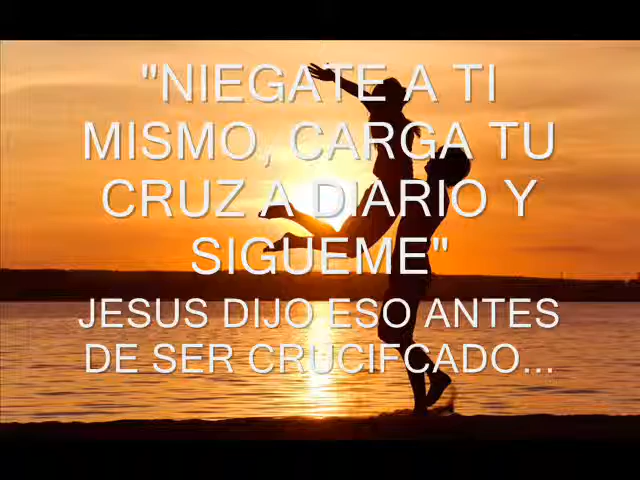 "NIEGATE A TI
MISMO, CARGA TU
CRUZ A DIARIO Y
SIGUEME"
JESUS DIJO ESO ANTES
DE SER CRUCIFCADO...